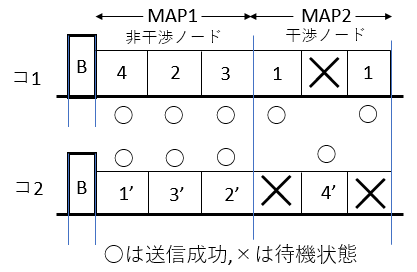 MAP1 MAP2
非干渉ノード 干渉ノード
コ1 B 4 2 3 1 × 1
○ ○ ○ ○ ○
○ ○ ○ ○
コ2 B 1’ 3’ 2’ × 4’ ×
○は送信成功,×は待機状態